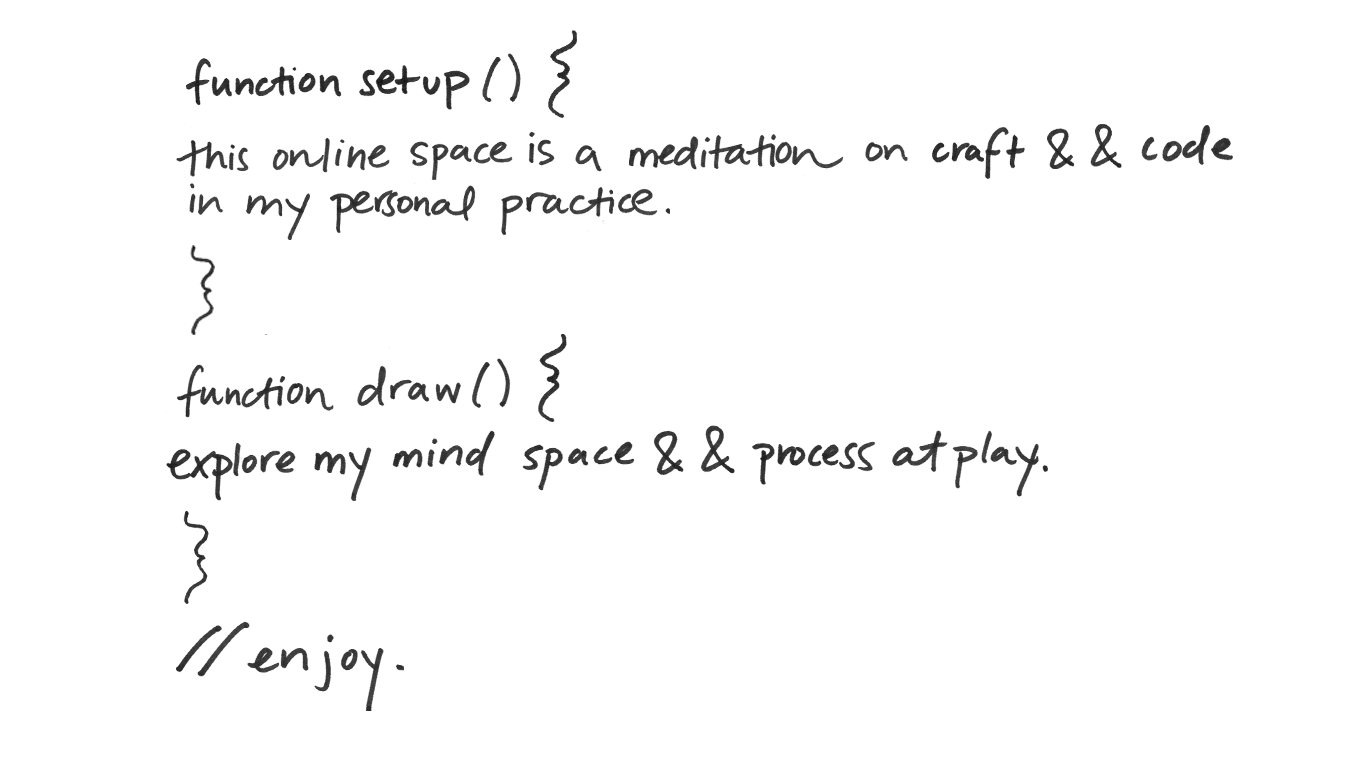 function setup() {
this online space is a meditation on craft & & code
in my personal practice.
}
function draw() {
explore my mind space & & process at play.
}
// enjoy.